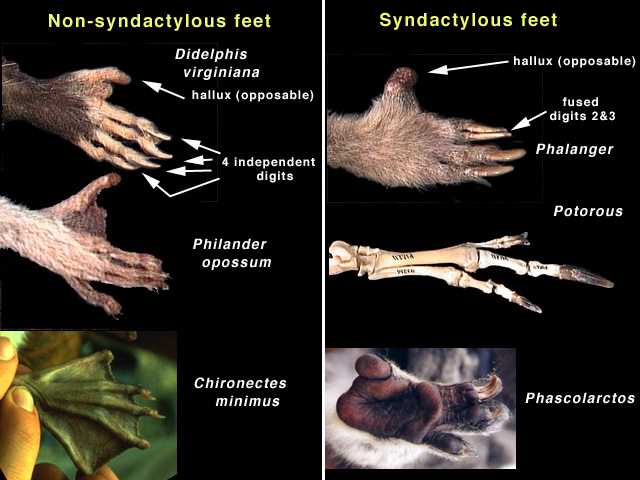 Non-syndactylous feet
Didelphis
virginiana
hallux (opposable)
4 independent
digits
Philander
opossum
Chironectes
minimus
Syndactylous feet
hallux (opposable)
fused
digits 2&3
Phalanger
Potorous
Phascolarctos